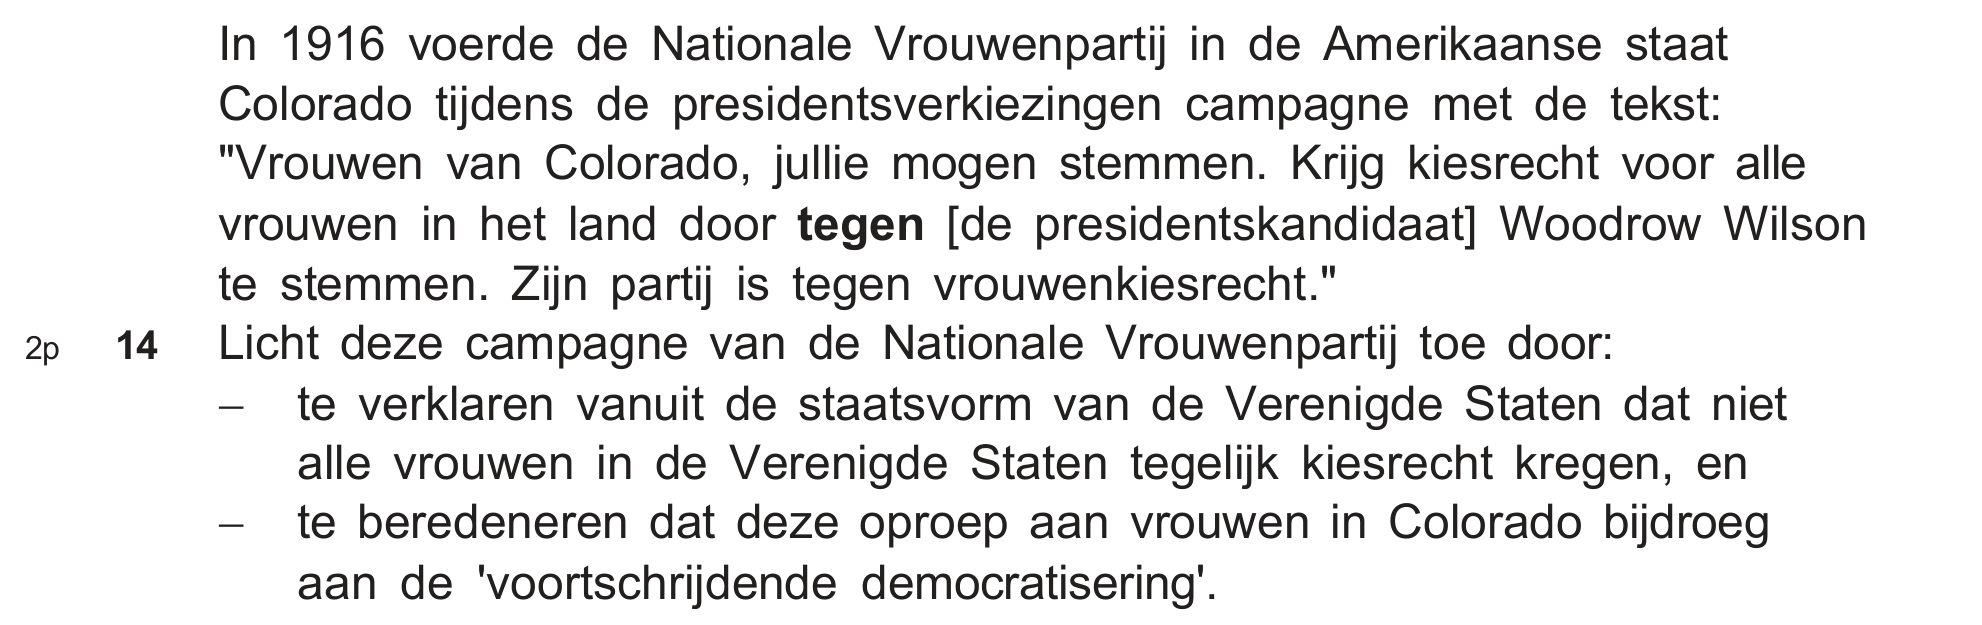 In 1916 voerde de Nationale Vrouwenpartij in de Amerikaanse staat
Colorado tijdens de presidentsverkiezingen campagne met de tekst:
"Vrouwen van Colorado, jullie mogen stemmen. Krijg kiesrecht voor alle
vrouwen in het land door tegen [de presidentskandidaat] Woodrow Wilson
te stemmen. Zijn partij is tegen vrouwenkiesrecht."
2p 14 Licht deze campagne van de Nationale Vrouwenpartij toe door:
– te verklaren vanuit de staatsvorm van de Verenigde Staten dat niet
alle vrouwen in de Verenigde Staten tegelijk kiesrecht kregen, en
– te beredeneren dat deze oproep aan vrouwen in Colorado bijdroeg
aan de 'voortschrijdende democratisering'.